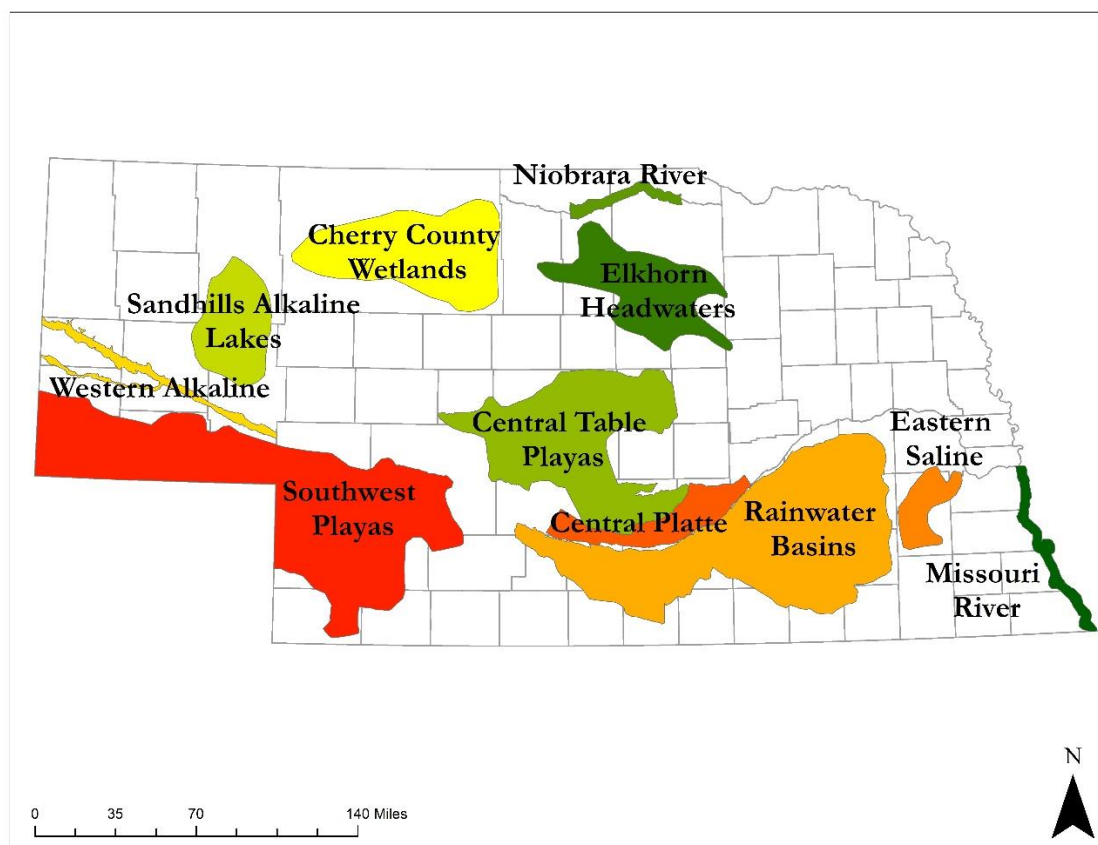 Niobrara River
Cherry County
Wetlands
Elkhorn
Headwaters
Sandhills Alkaline
Lakes
Western Alkaline
Central Table
Playas
Eastern
Saline
Southwest
Playas
Central Platte
Rainwater
Basins
Missouri
River
N
0 35 70 140 Miles